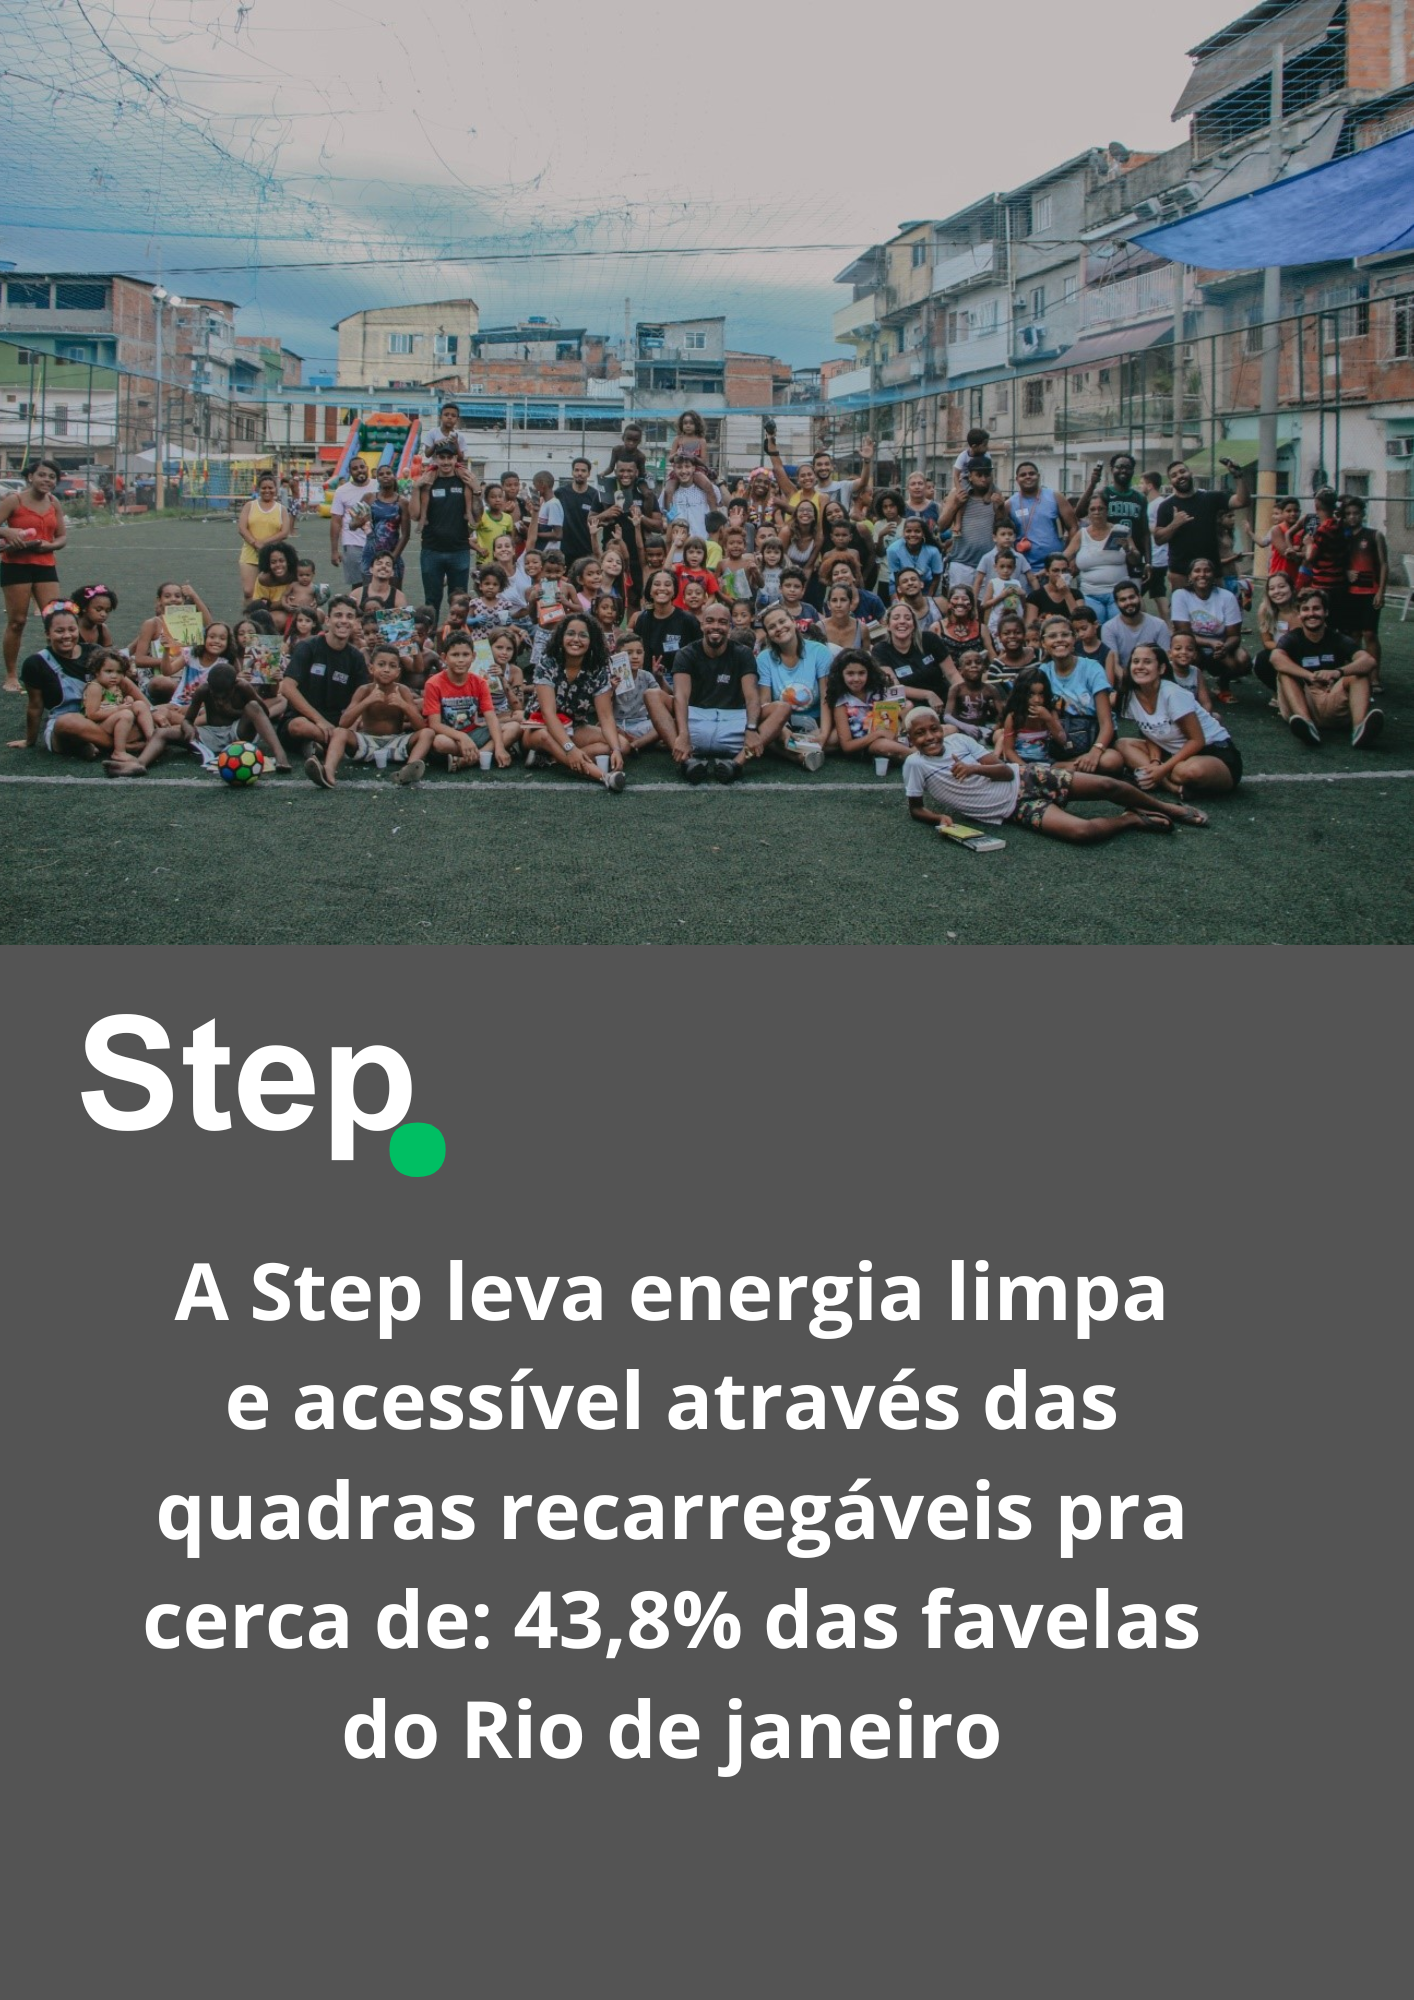 Step.
A Step leva energia limpa
e acessível através das
quadras recarregáveis pra
cerca de: 43,8% das favelas
do Rio de janeiro